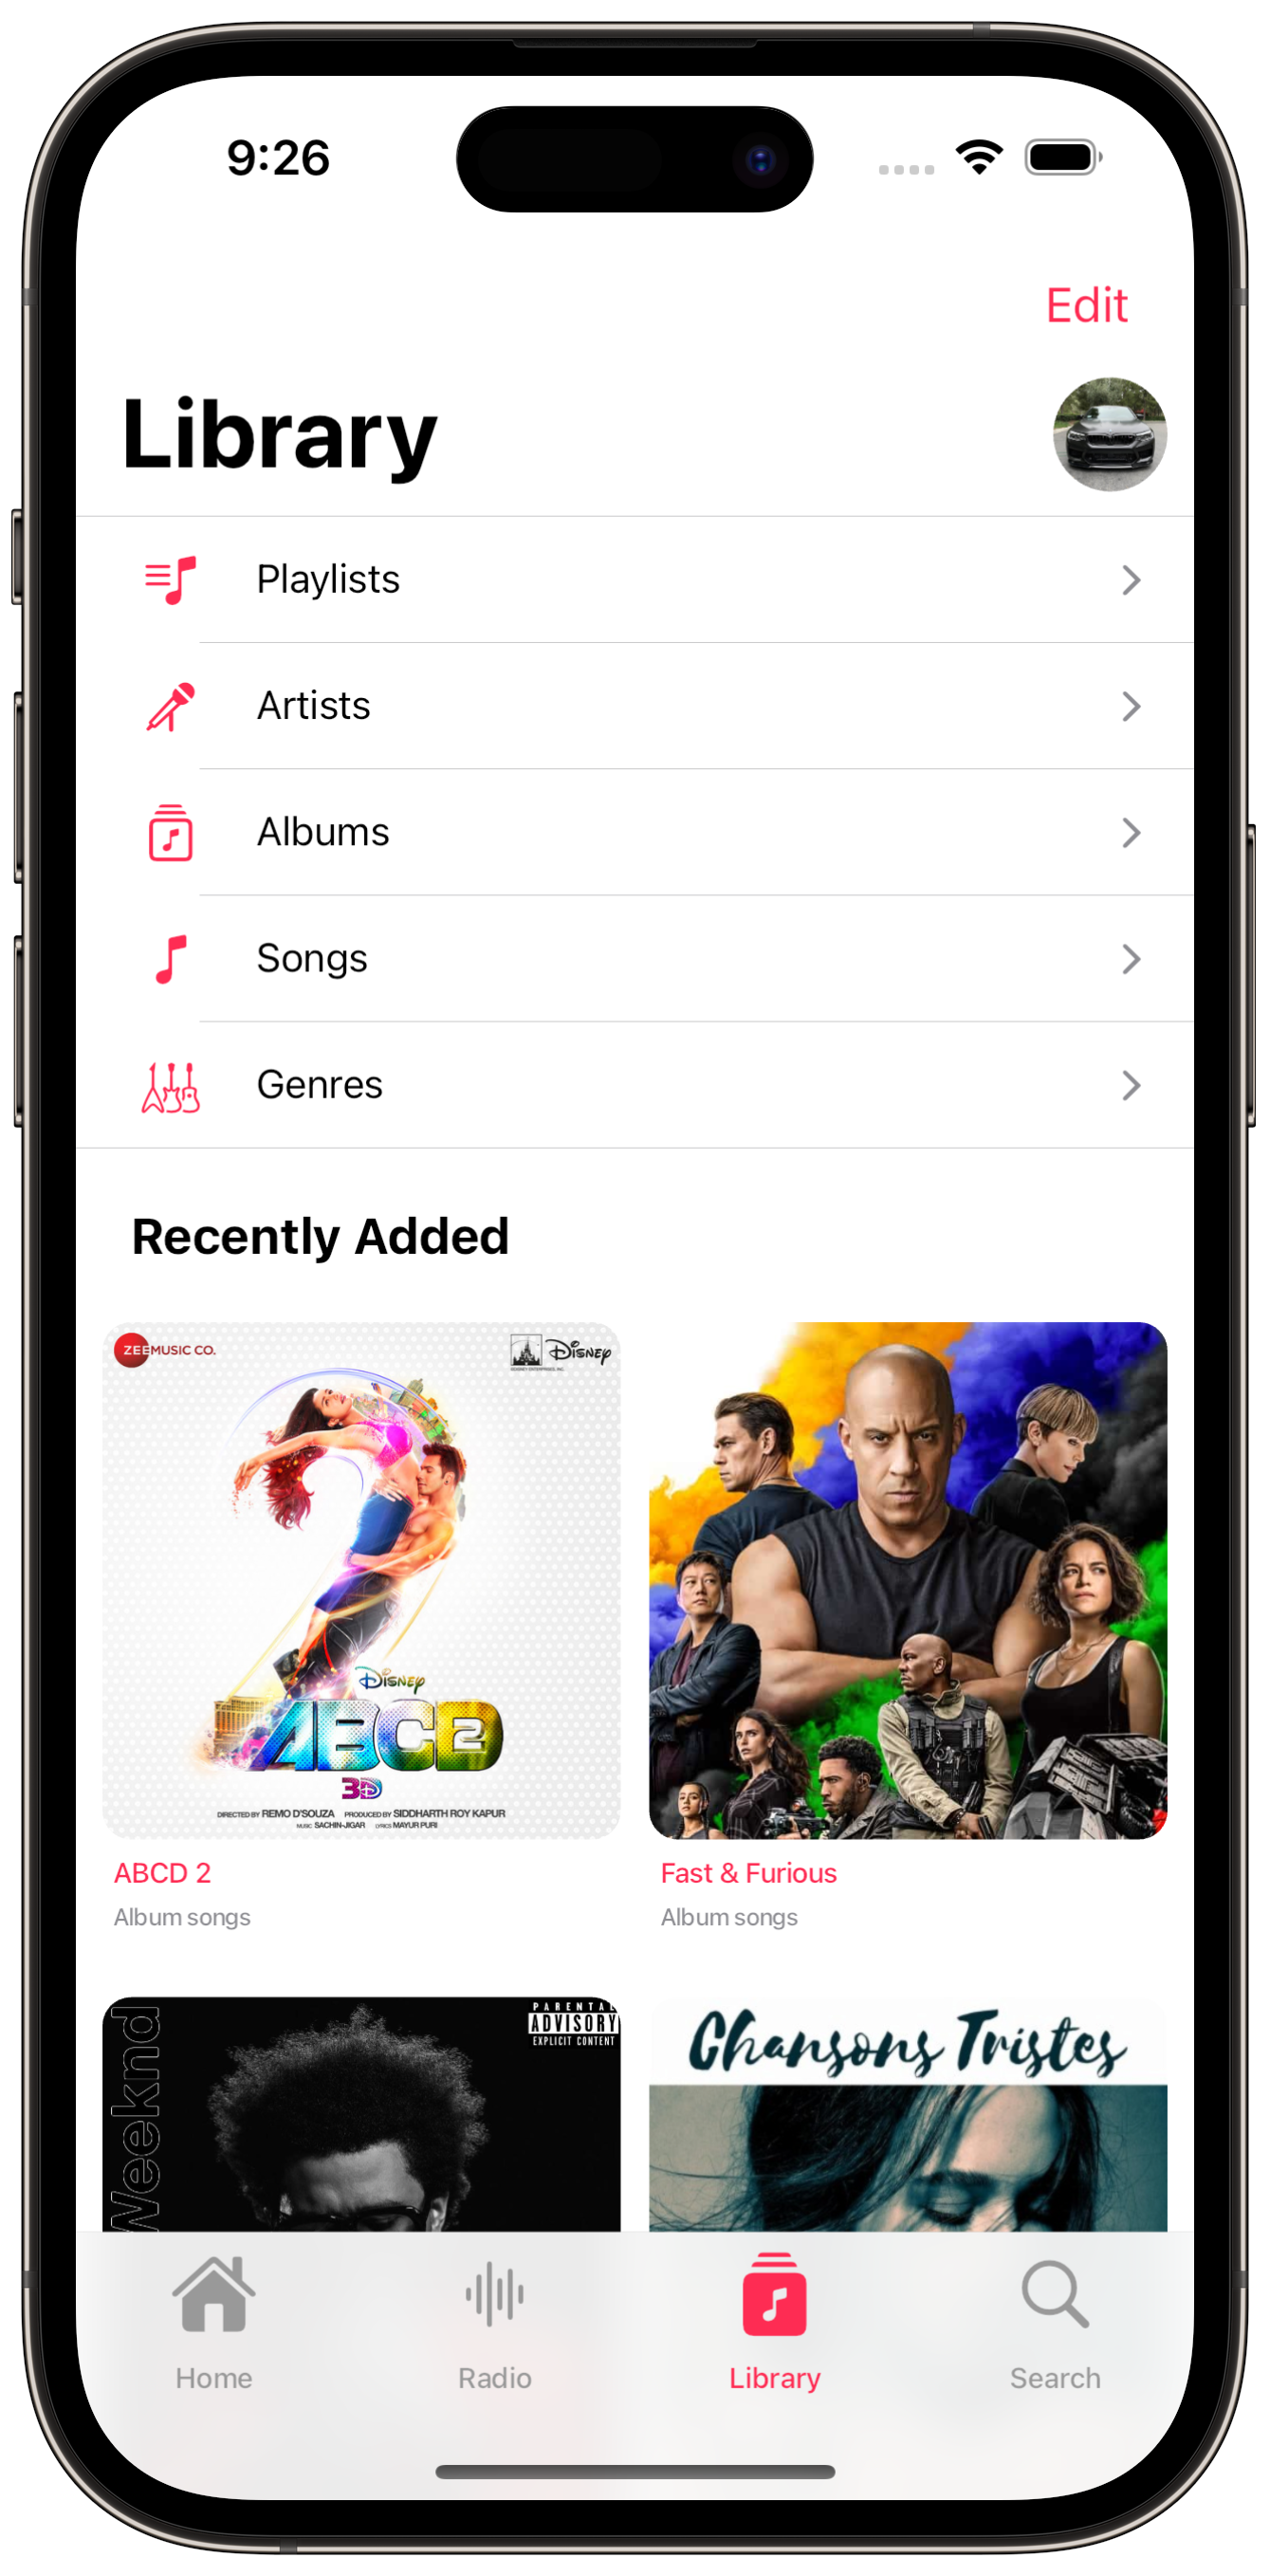 9:26
Edit
Library
Playlists
Artists
Albums
Songs
Genres
Recently Added
ZEE MUSIC CO.
DISNEY
DISNEY
ABCD2
3D
DIRECTED BY REMO D'SOUZA PRODUCED BY SIDDHARTH ROY KAPUR
MUSIC SACHIN-JIGAR LYRICS MAYUR PURI
ABCD 2
Album songs
Fast & Furious
Album songs
Weeknd
PARENTAL
ADVISORY
EXPLICIT CONTENT
Chansons Tristes
Home
Radio
Library
Search